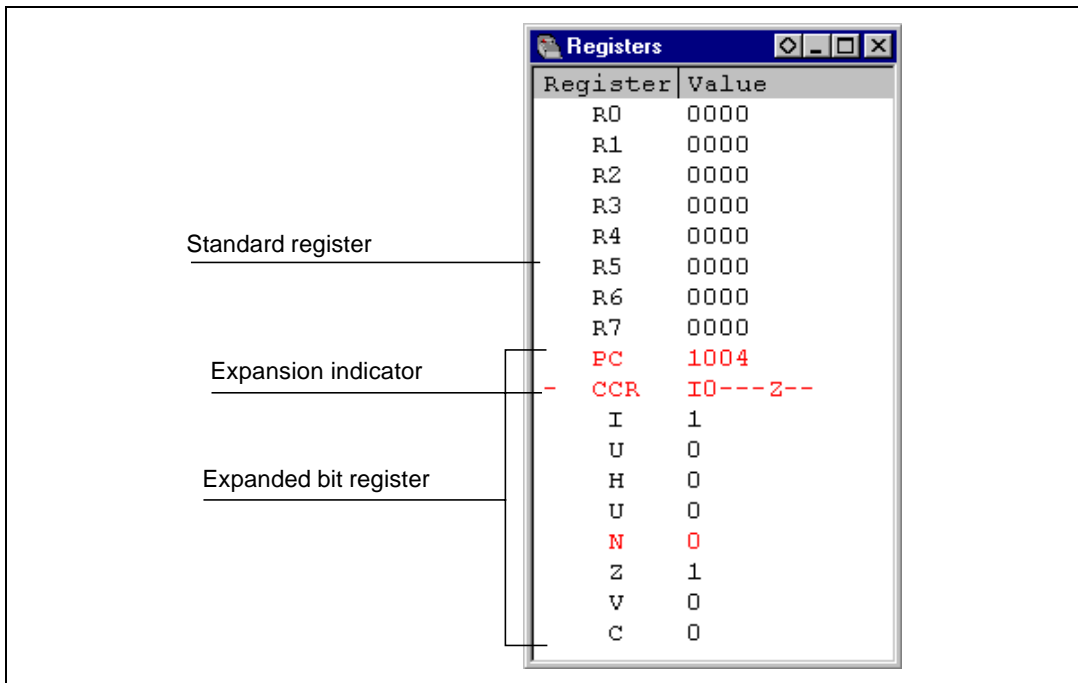 Registers
Register Value
R0 0000
R1 0000
R2 0000
R3 0000
R4 0000
R5 0000
R6 0000
R7 0000
PC 1004
- CCR I0---Z--
I 1
U 0
H 0
U 0
N 0
Z 1
V 0
C 0
Standard register
Expansion indicator
Expanded bit register